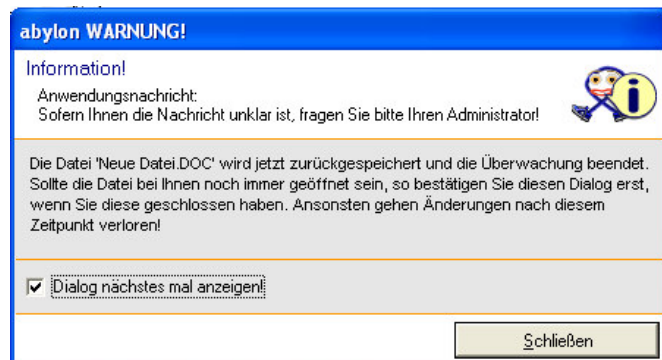 abylon WARNUNG!
Information!
Anwendungsnachricht:
Sofern Ihnen die Nachricht unklar ist, fragen Sie bitte Ihren Administrator!
Die Datei 'Neue Datei.DOC' wird jetzt zurückgespeichert und die Überwachung beendet.
Sollte die Datei bei Ihnen noch immer geöffnet sein, so bestätigen Sie diesen Dialog erst,
wenn Sie diese geschlossen haben. Ansonsten gehen Änderungen nach diesem
Zeitpunkt verloren!
Dialog nächstes mal anzeigen!
Schließen